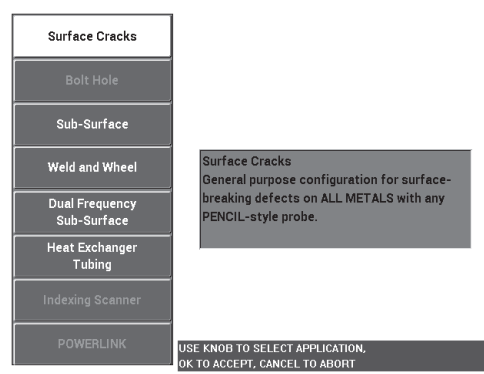 Surface Cracks
Bolt Hole
Sub-Surface
Weld and Wheel
Dual Frequency
Sub-Surface
Heat Exchanger
Tubing
Indexing Scanner
POWERLINK
Surface Cracks
General purpose configuration for surface-
breaking defects on ALL METALS with any
PENCIL-style probe.
USE KNOB TO SELECT APPLICATION,
OK TO ACCEPT, CANCEL TO ABORT